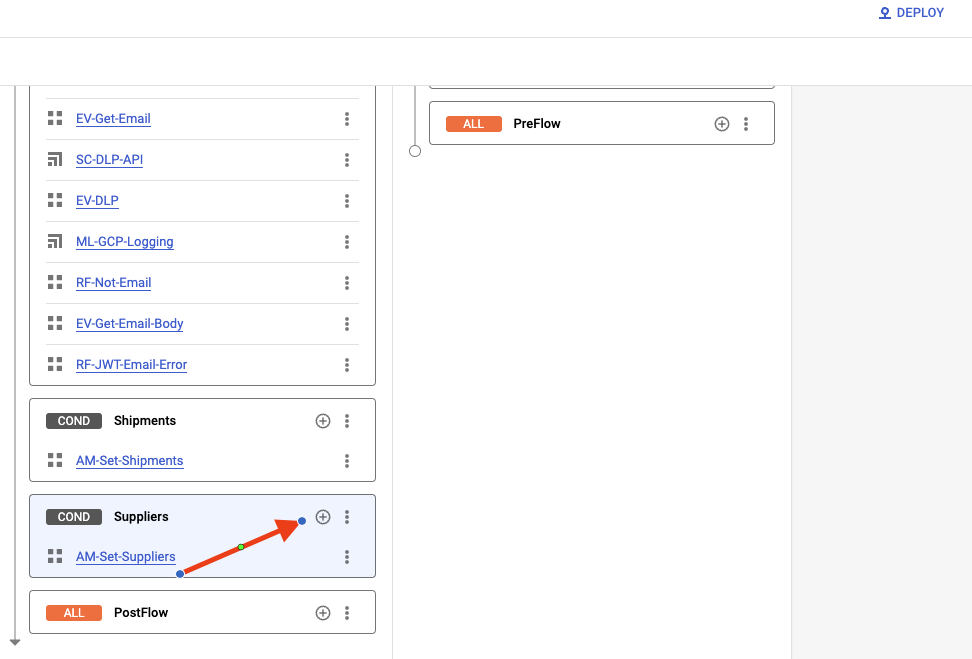 DEPLOY
EV-Get-Email
SC-DLP-API
EV-DLP
ML-GCP-Logging
RF-Not-Email
EV-Get-Email-Body
RF-JWT-Email-Error
COND Shipments
AM-Set-Shipments
COND Suppliers
AM-Set-Suppliers
ALL PostFlow
ALL PreFlow